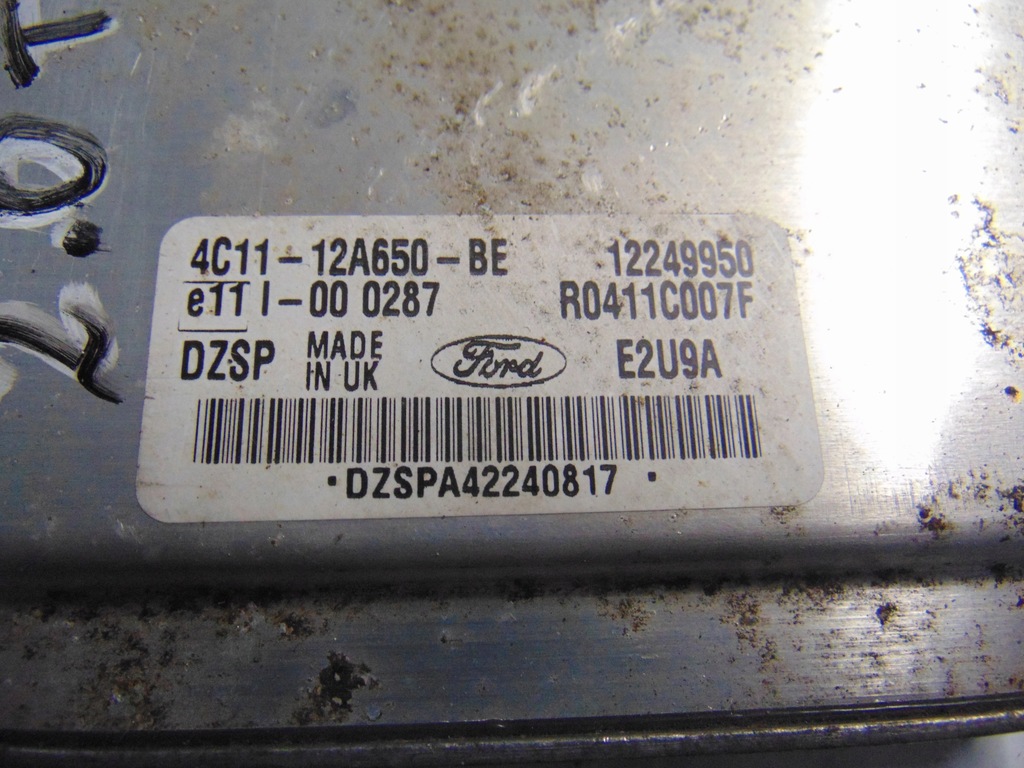 4C11-12A650-BE 12249950
e11 I-00 0287 R0411C007F
DZSP MADE IN UK Ford E2U9A
·DZSPA42240817·